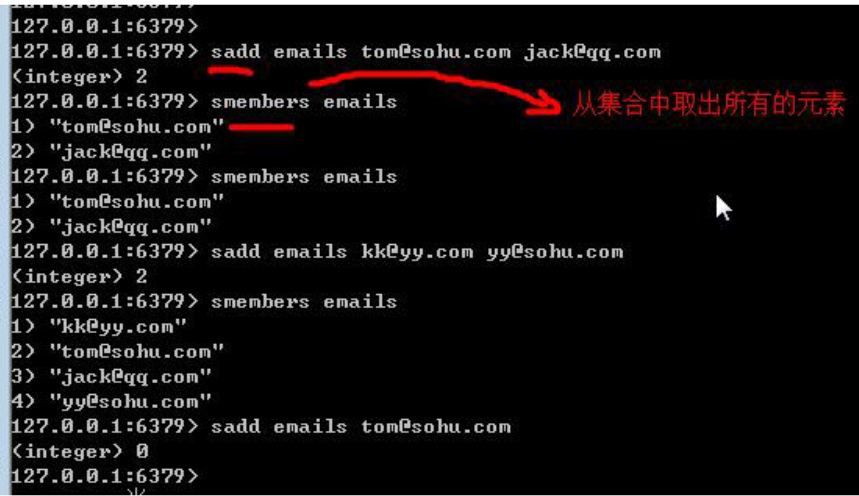 127.0.0.1:6379>
127.0.0.1:6379> sadd emails tom@sohu.com jack@qq.com
(integer) 2
127.0.0.1:6379> smembers emails
从集合中取出所有的元素
1) "tom@sohu.com"
2) "jack@qq.com"
127.0.0.1:6379> smembers emails
1) "tom@sohu.com"
2) "jack@qq.com"
127.0.0.1:6379> sadd emails kk@yy.com yy@sohu.com
(integer) 2
127.0.0.1:6379> smembers emails
1) "kk@yy.com"
2) "tom@sohu.com"
3) "jack@qq.com"
4) "yy@sohu.com"
127.0.0.1:6379> sadd emails tom@sohu.com
(integer) 0
127.0.0.1:6379>